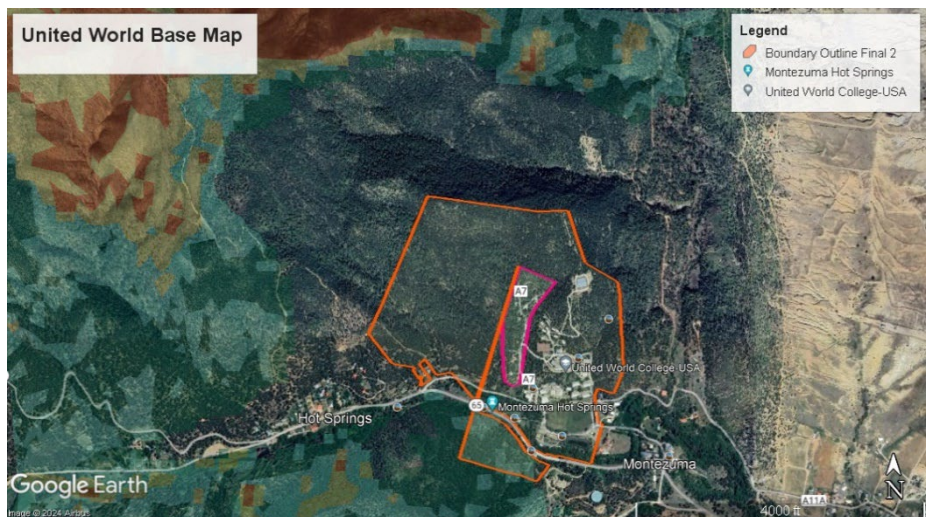 United World Base Map
Legend
Boundary Outline Final 2
Montezuma Hot Springs
United World College-USA
A7
United World College-USA
A7
65
Montezuma Hot Springs
Hot Springs
Montezuma
Google Earth
Image © 2024 Airbus
4000 ft
A11A
N